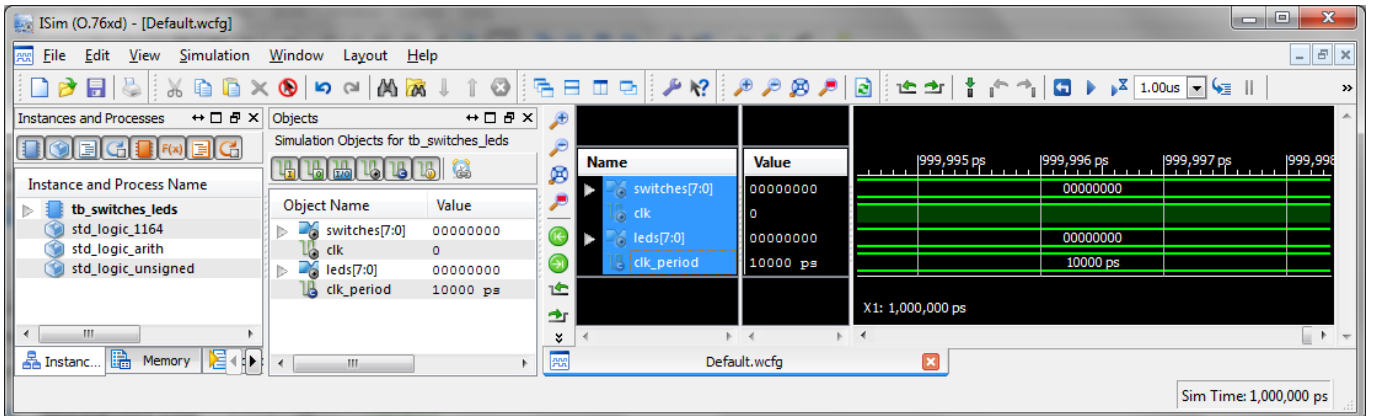 ISim (O.76xd) - [Default.wcfg]
File Edit View Simulation Window Layout Help
1.00us
Instances and Processes
Instance and Process Name
tb_switches_leds
std_logic_1164
std_logic_arith
std_logic_unsigned
Instanc...
Memory
Objects
Simulation Objects for tb_switches_leds
Object Name Value
switches[7:0] 00000000
clk 0
leds[7:0] 00000000
clk_period 10000 ps
Name Value
switches[7:0] 00000000
clk 0
leds[7:0] 00000000
clk_period 10000 ps
999,995 ps 999,996 ps 999,997 ps 999,998
00000000
00000000
10000 ps
X1: 1,000,000 ps
Default.wcfg
Sim Time: 1,000,000 ps